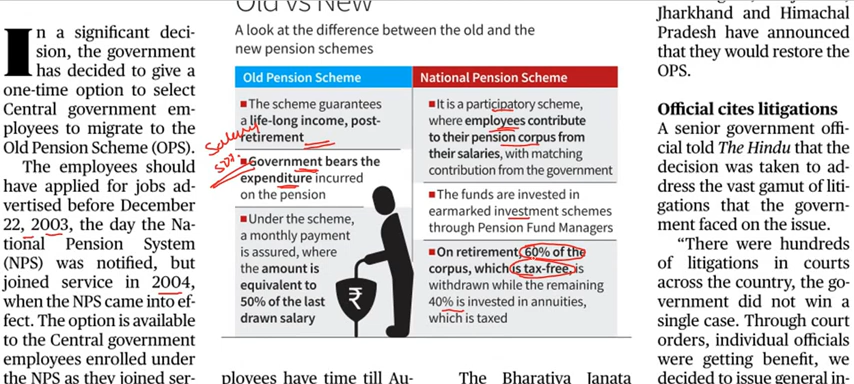 In a significant deci-
sion, the government
has decided to give a
one-time option to select
Central government em-
ployees to migrate to the
Old Pension Scheme (OPS).
The employees should
have applied for jobs ad-
vertised before December
22, 2003, the day the Na-
tional Pension System
(NPS) was notified, but
joined service in 2004,
when the NPS came into ef-
fect. The option is available
to the Central government
employees enrolled under
the NPS as they joined ser-
Old vs New
A look at the difference between the old and the
new pension schemes
Old Pension Scheme
The scheme guarantees
a life-long income, post-
retirement
Salary
50%
Government bears the
expenditure incurred
on the pension
Under the scheme,
a monthly payment
is assured, where
the amount is
equivalent to
50% of the last
drawn salary
₹
National Pension Scheme
It is a participatory scheme,
where employees contribute
to their pension corpus from
their salaries, with matching
contribution from the government
The funds are invested in
earmarked investment schemes
through Pension Fund Managers
On retirement, 60% of the
corpus, which is tax-free, is
withdrawn while the remaining
40% is invested in annuities,
which is taxed
ployees have time till Au-
The Bharatiya Janata
Jharkhand and Himachal
Pradesh have announced
that they would restore the
OPS.
Official cites litigations
A senior government offi-
cial told The Hindu that the
decision was taken to ad-
dress the vast gamut of liti-
gations that the govern-
ment faced on the issue.
"There were hundreds
of litigations in courts
across the country, the go-
vernment did not win a
single case. Through court
orders, individual officials
were getting benefit, we
decided to issue general in-